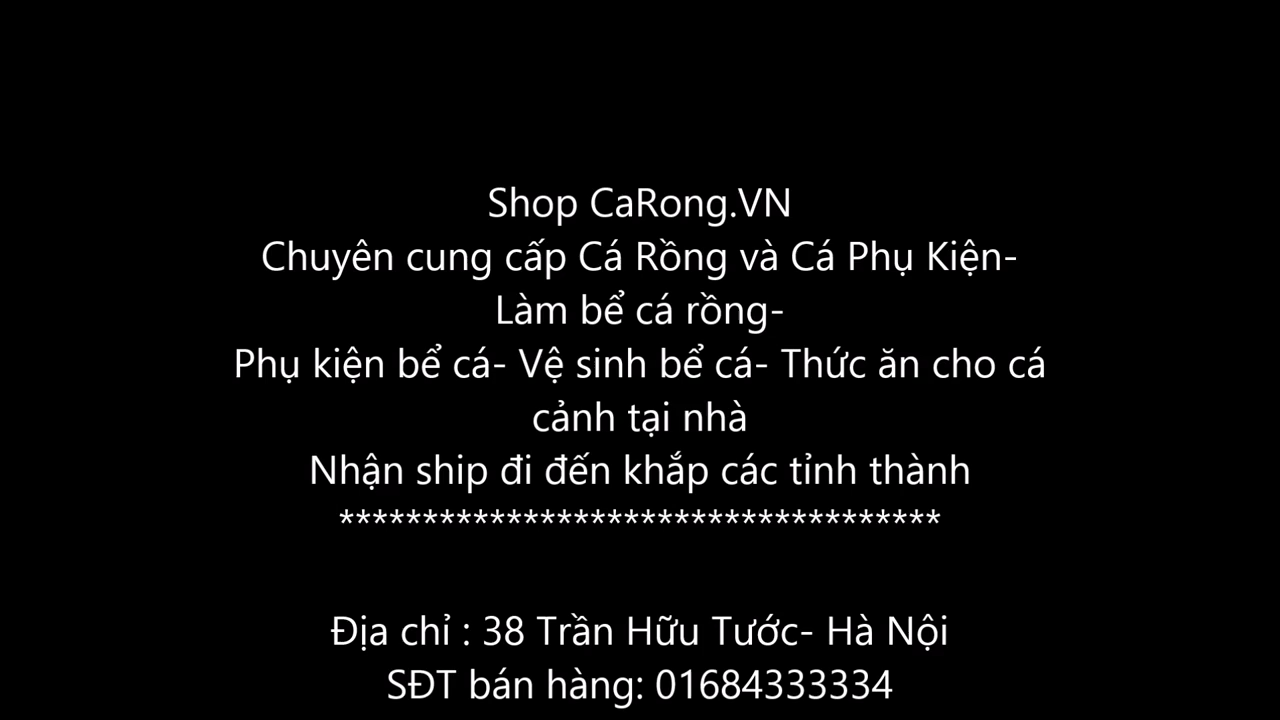 Shop CaRong.VN
Chuyên cung cấp Cá Rồng và Cá Phụ Kiện-
Làm bể cá rồng-
Phụ kiện bể cá- Vệ sinh bể cá- Thức ăn cho cá
cảnh tại nhà
Nhận ship đi đến khắp các tỉnh thành
************************************
Địa chỉ : 38 Trần Hữu Tước- Hà Nội
SĐT bán hàng: 01684333334